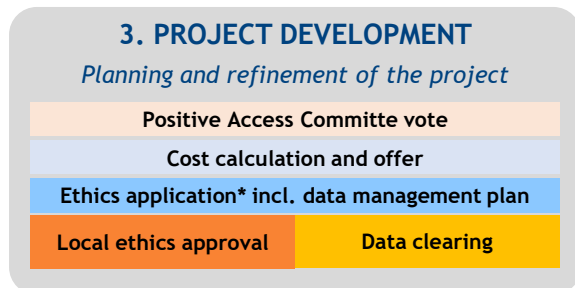 3. PROJECT DEVELOPMENT
Planning and refinement of the project
Positive Access Committe vote
Cost calculation and offer
Ethics application* incl. data management plan
Local ethics approval
Data clearing